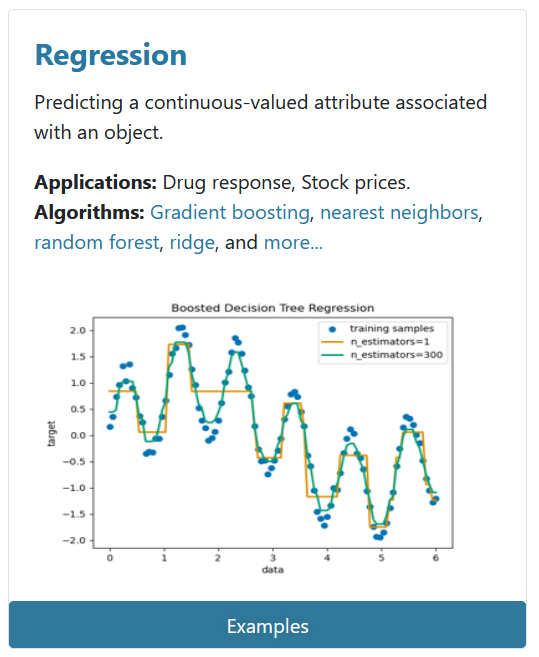 Regression
Predicting a continuous-valued attribute associated
with an object.
Applications: Drug response, Stock prices.
Algorithms: Gradient boosting, nearest neighbors,
random forest, ridge, and more...
Boosted Decision Tree Regression
training samples
n_estimators=1
n_estimators=300
2.0
1.5
1.0
0.5
0.0
−0.5
−1.0
−1.5
−2.0
target
0 1 2 3 4 5 6
data
Examples